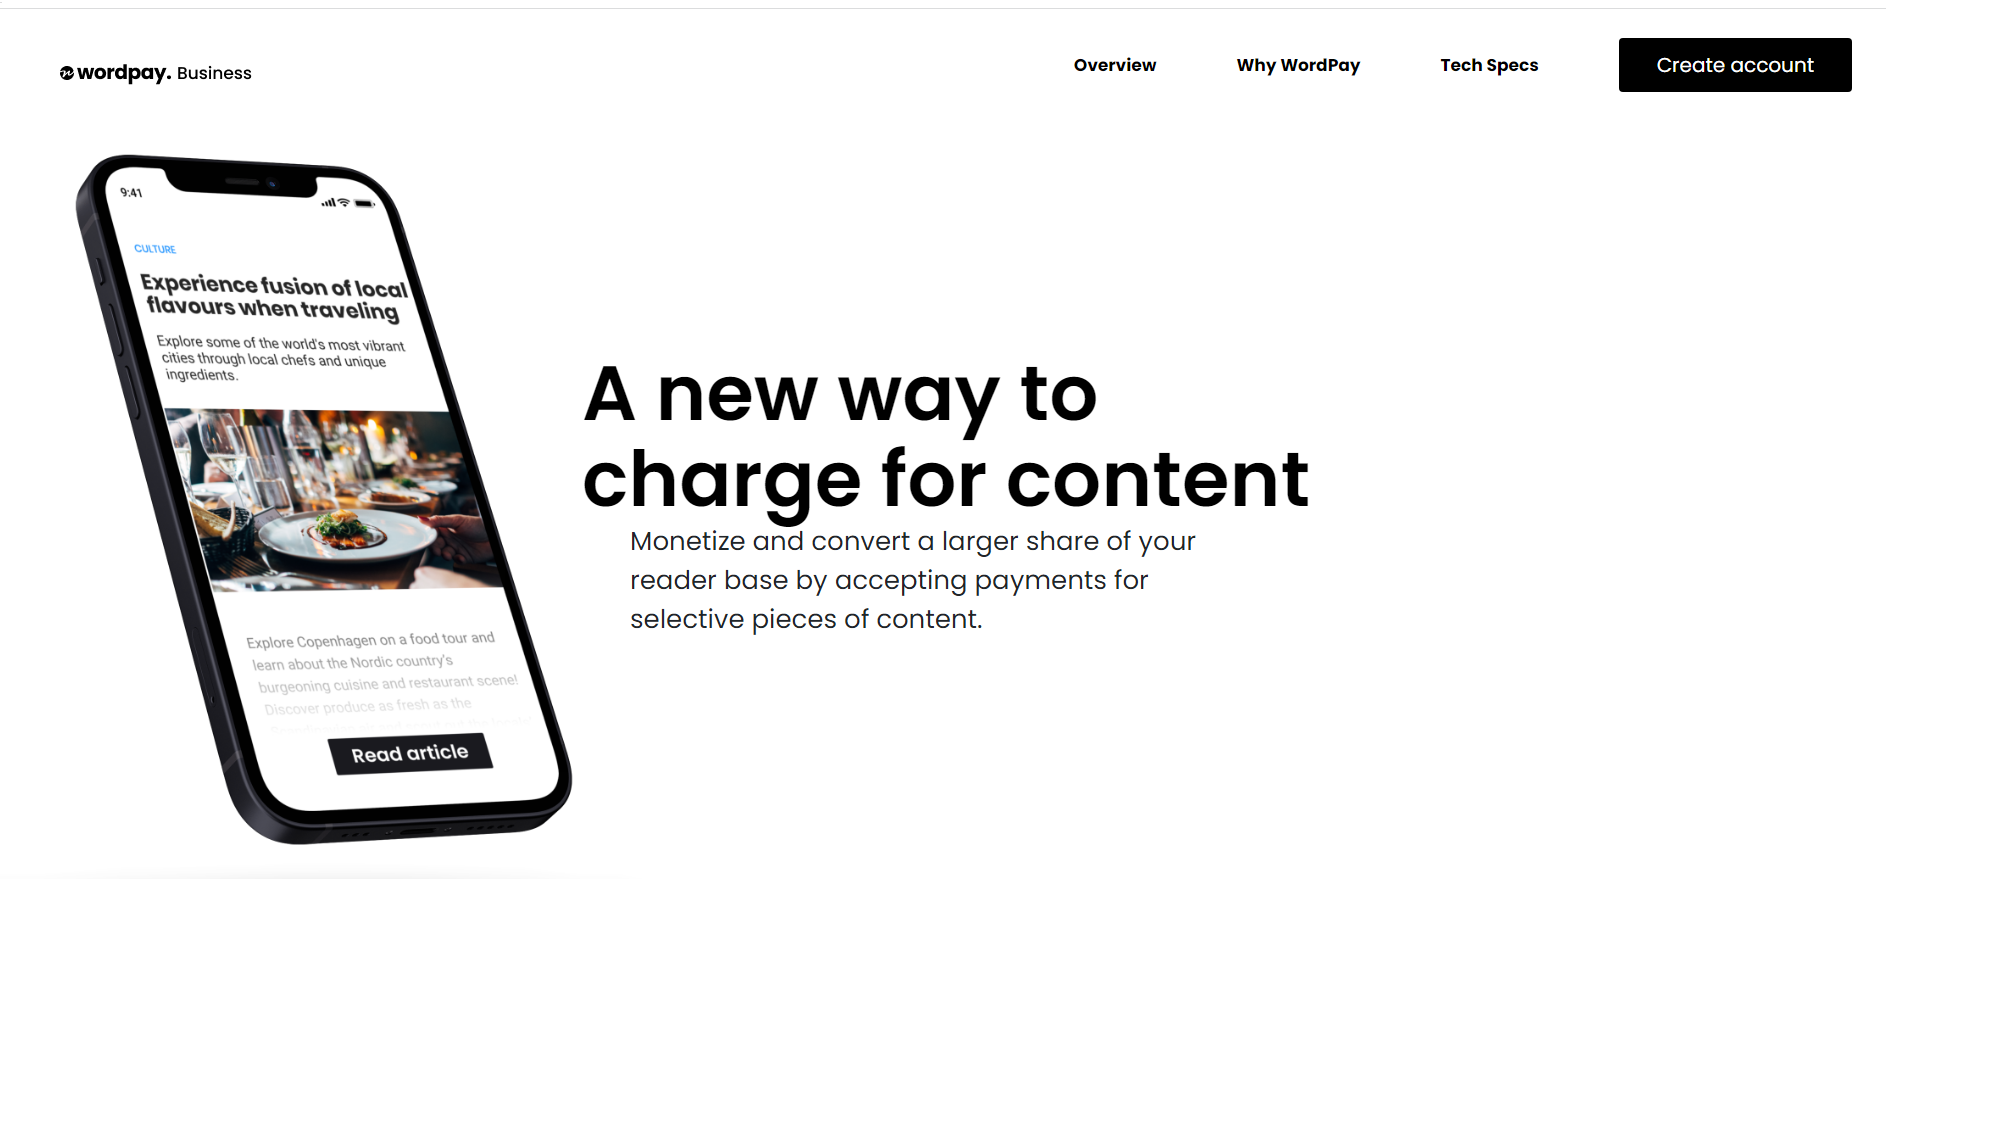 wordpay. Business
Overview
Why WordPay
Tech Specs
Create account
9:41
CULTURE
Experience fusion of local
flavours when traveling
Explore some of the world's most vibrant
cities through local chefs and unique
ingredients.
Explore Copenhagen on a food tour and
learn about the Nordic country's
burgeoning cuisine and restaurant scene!
Discover produce as fresh as the
Read article
A new way to
charge for content
Monetize and convert a larger share of your
reader base by accepting payments for
selective pieces of content.